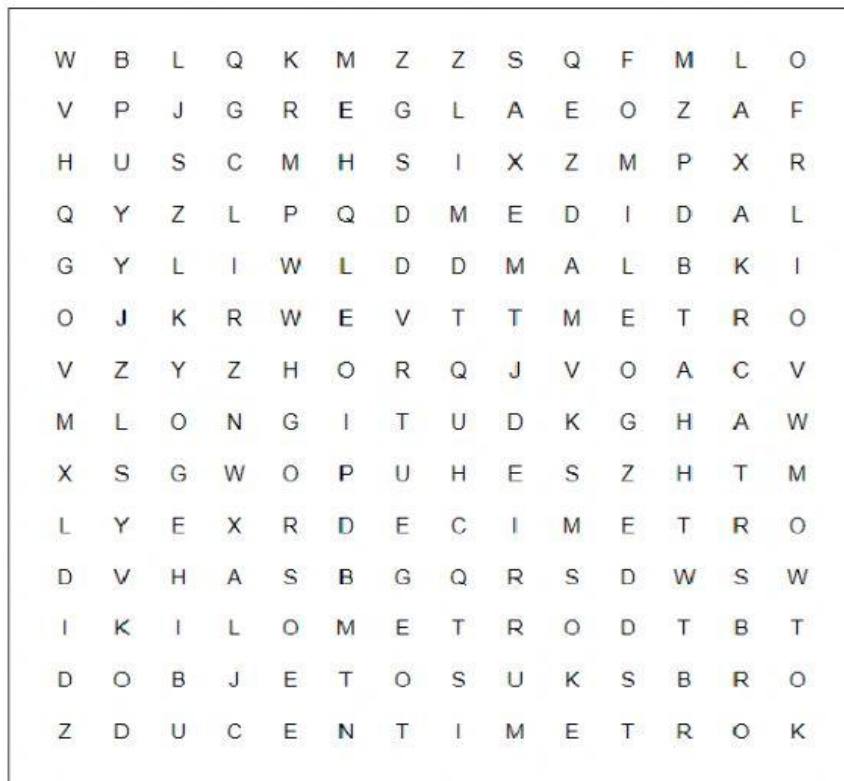 W B L Q K M Z Z S Q F M L O
V P J G R E G L A E O Z A F
H U S C M H S I X Z M P X R
Q Y Z L P Q D M E D I D A L
G Y L I W L D D M A L B K I
O J K R W E V T T M E T R O
V Z Y Z H O R Q J V O A C V
M L O N G I T U D K G H A W
X S G W O P U H E S Z H T M
L Y E X R D E C I M E T R O
D V H A S B G Q R S D W S W
I K I L O M E T R O D T B T
D O B J E T O S U K S B R O
Z D U C E N T I M E T R O K